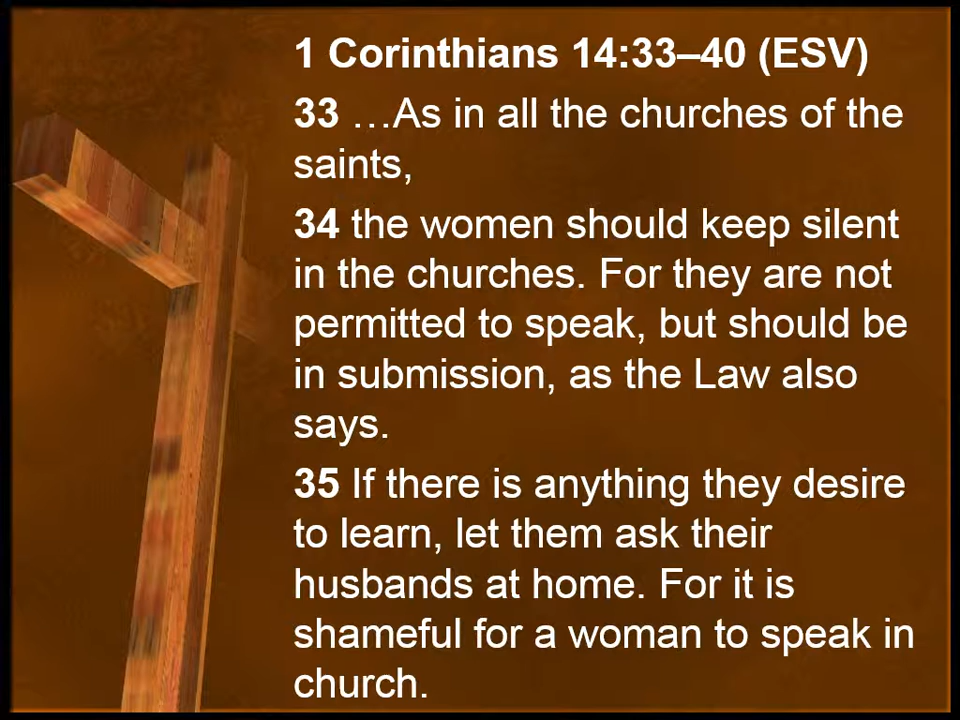 1 Corinthians 14:33–40 (ESV)
33 …As in all the churches of the
saints,
34 the women should keep silent
in the churches. For they are not
permitted to speak, but should be
in submission, as the Law also
says.
35 If there is anything they desire
to learn, let them ask their
husbands at home. For it is
shameful for a woman to speak in
church.